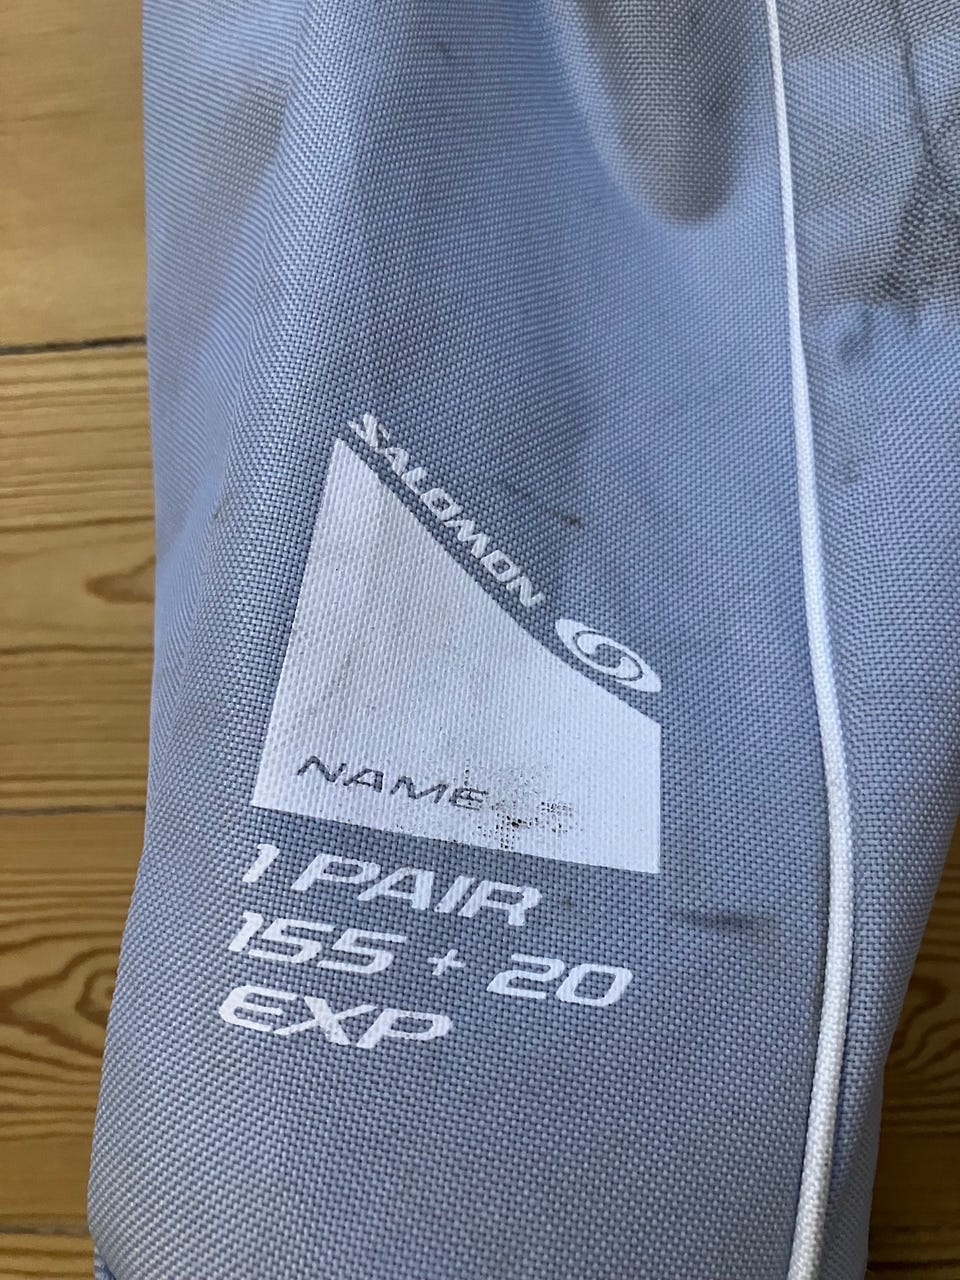 SALOMON
NAME
1 PAIR
155 + 20
EXP